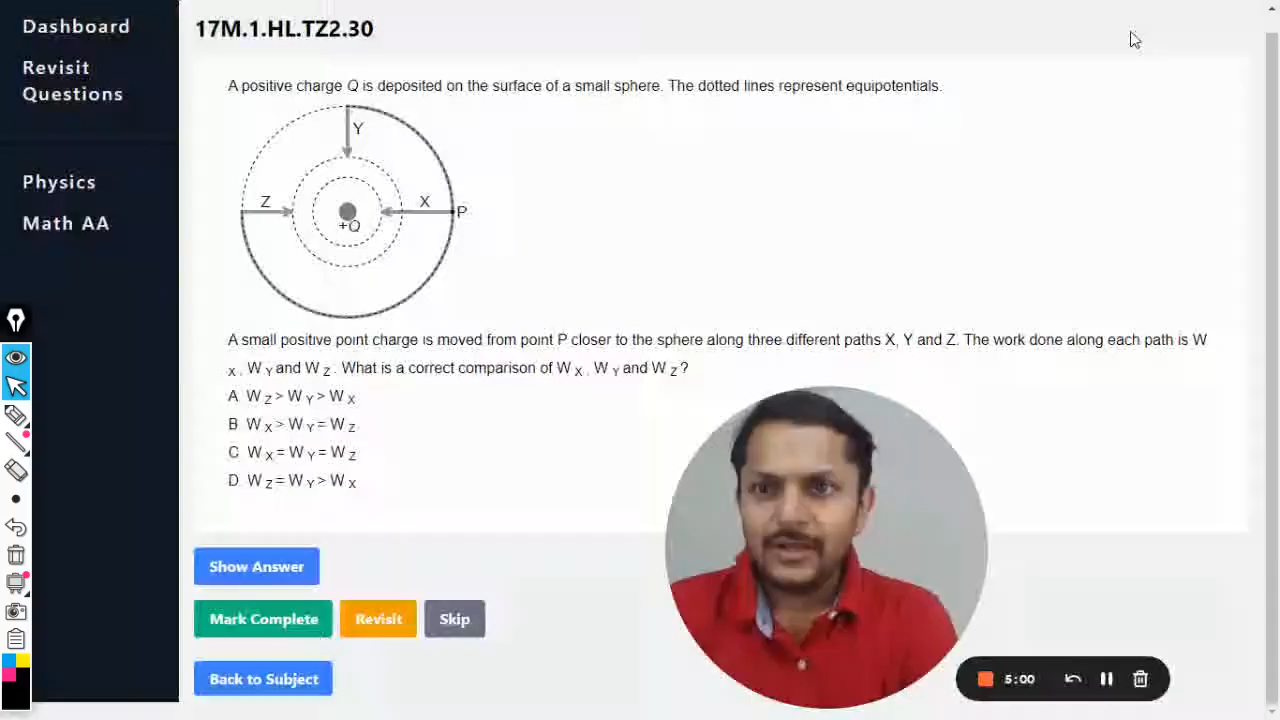 Dashboard
Revisit
Questions
Physics
Math AA
17M.1.HL.TZ2.30
A positive charge Q is deposited on the surface of a small sphere. The dotted lines represent equipotentials.
Y
Z
X
P
+Q
A small positive point charge is moved from point P closer to the sphere along three different paths X, Y and Z. The work done along each path is W
X , W Y and W Z . What is a correct comparison of W X , W Y and W Z ?
A W Z > W Y > W X
B W X > W Y = W Z
C W X = W Y = W Z
D W Z = W Y > W X
Show Answer
Mark Complete Revisit Skip
Back to Subject
5:00